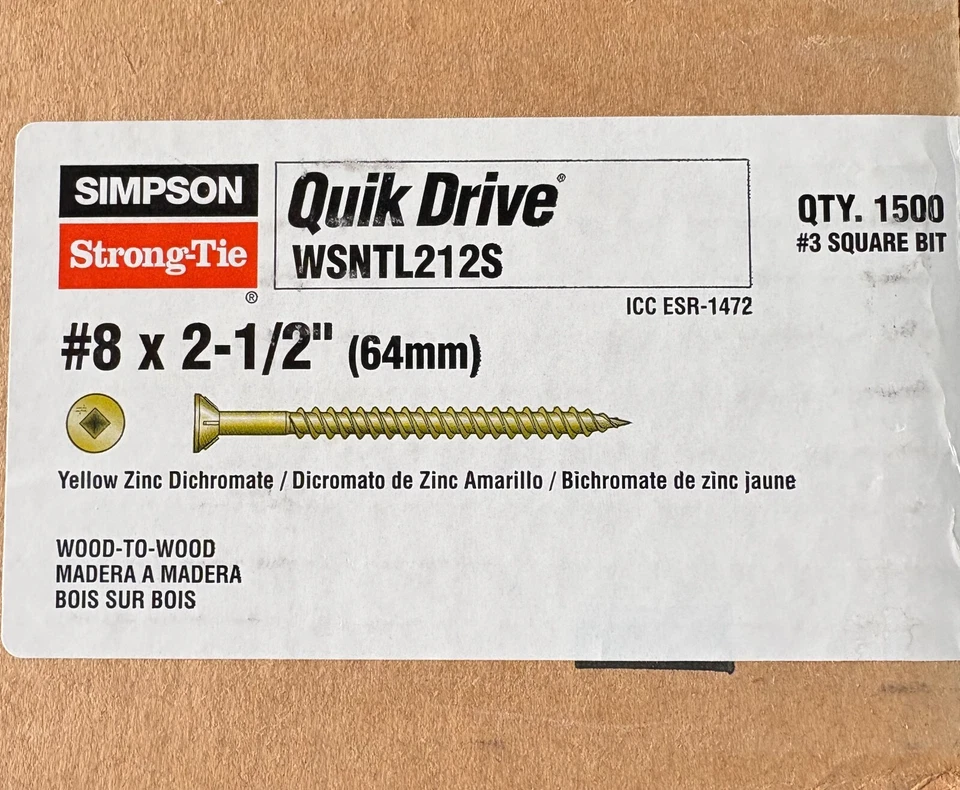 SIMPSON
Strong-Tie
®
Quik Drive®
WSNTL212S
QTY. 1500
#3 SQUARE BIT
ICC ESR-1472
#8 x 2-1/2" (64mm)
Yellow Zinc Dichromate / Dicromato de Zinc Amarillo / Bichromate de zinc jaune
WOOD-TO-WOOD
MADERA A MADERA
BOIS SUR BOIS